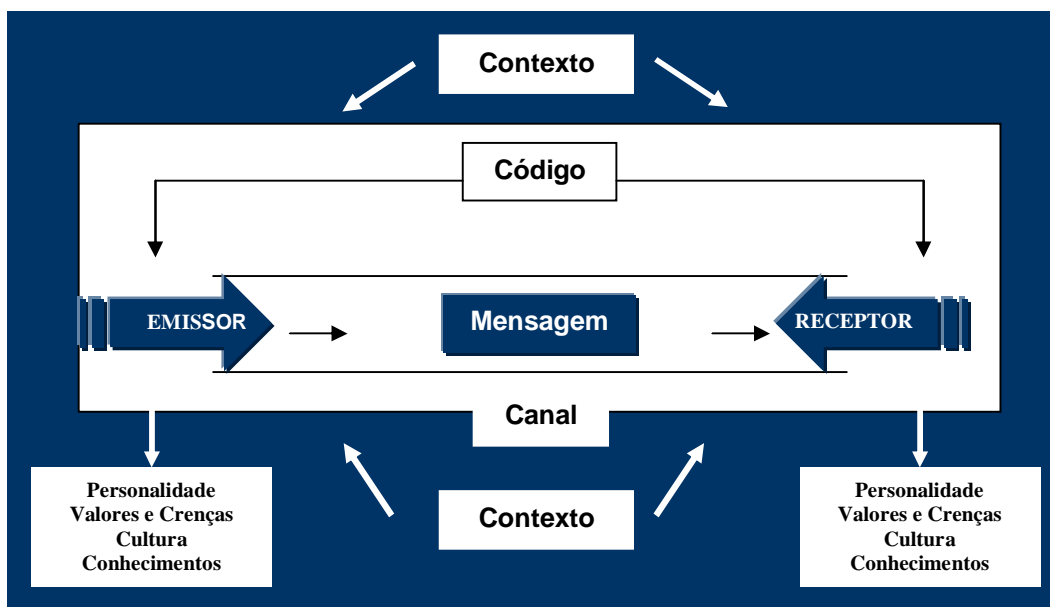 Contexto
Código
EMISSOR
Mensagem
RECEPTOR
Canal
Personalidade
Valores e Crenças
Cultura
Conhecimentos
Contexto
Personalidade
Valores e Crenças
Cultura
Conhecimentos